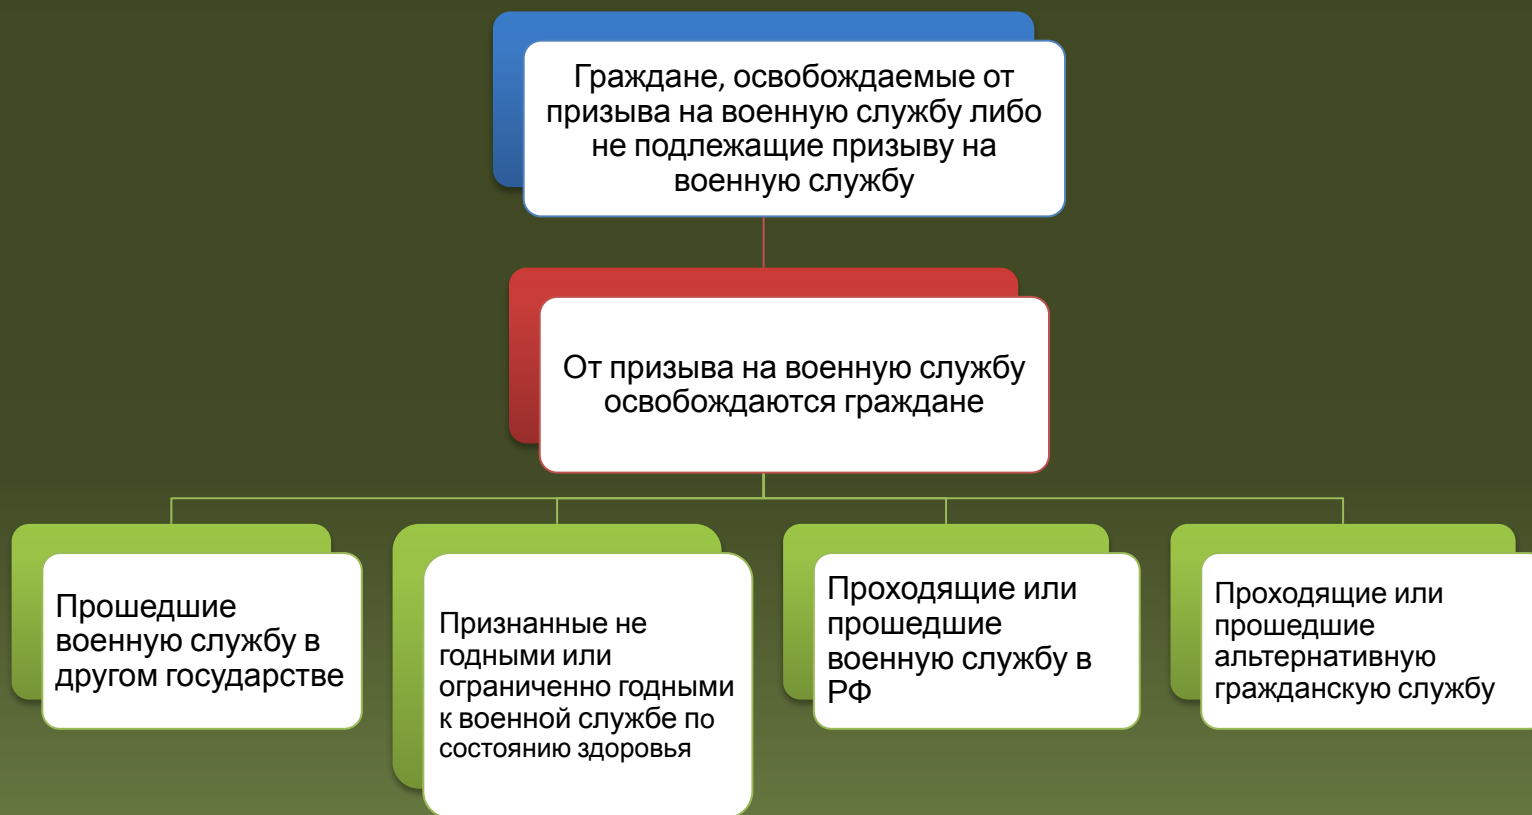 Граждане, освобождаемые от
призыва на военную службу либо
не подлежащие призыву на
военную службу
От призыва на военную службу
освобождаются граждане
Прошедшие
военную службу в
другом государстве
Признанные не
годными или
ограниченно годными
к военной службе по
состоянию здоровья
Проходящие или
прошедшие
военную службу в
РФ
Проходящие или
прошедшие
альтернативную
гражданскую службу